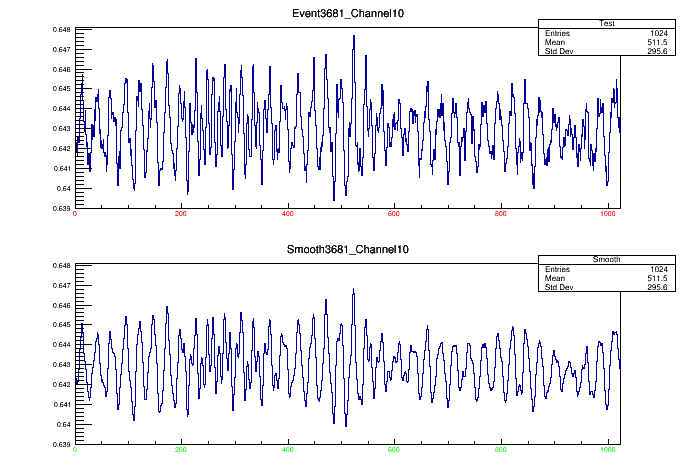 Event3681_Channel10
Test
Entries 1024
Mean 511.5
Std Dev 295.6
0.648
0.647
0.646
0.645
0.644
0.643
0.642
0.641
0.64
0.639
0 200 400 600 800 1000
Smooth3681_Channel10
Smooth
Entries 1024
Mean 511.5
Std Dev 295.6
0.648
0.647
0.646
0.645
0.644
0.643
0.642
0.641
0.64
0.639
0 200 400 600 800 1000